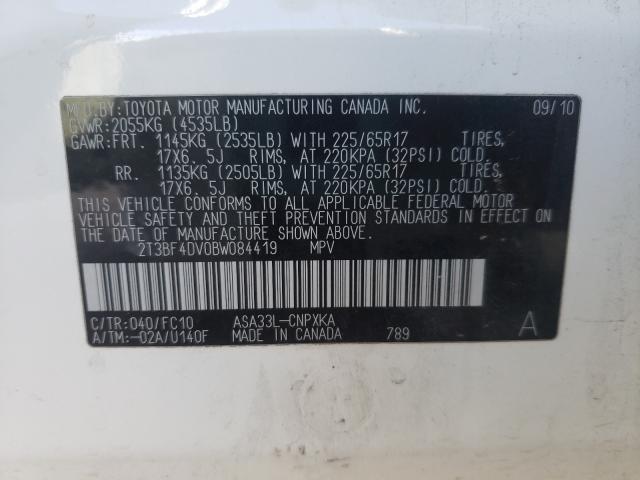 MFD.BY:TOYOTA MOTOR MANUFACTURING CANADA INC. 09/10
GVWR:2055KG (4535LB)
GAWR:FRT. 1145KG (2535LB) WITH 225/65R17 TIRES,
17X6. 5J RIMS, AT 220KPA (32PSI) COLD.
RR. 1135KG (2505LB) WITH 225/65R17 TIRES,
17X6. 5J RIMS, AT 220KPA (32PSI) COLD.
THIS VEHICLE CONFORMS TO ALL APPLICABLE FEDERAL MOTOR
VEHICLE SAFETY AND THEFT PREVENTION STANDARDS IN EFFECT ON
THE DATE OF MANUFACTURE SHOWN ABOVE.
2T3BF4DV0BW084419 MPV
C/TR:040/FC10 ASA33L-CNPXKA
A/TM:-02A/U140F MADE IN CANADA 789 A